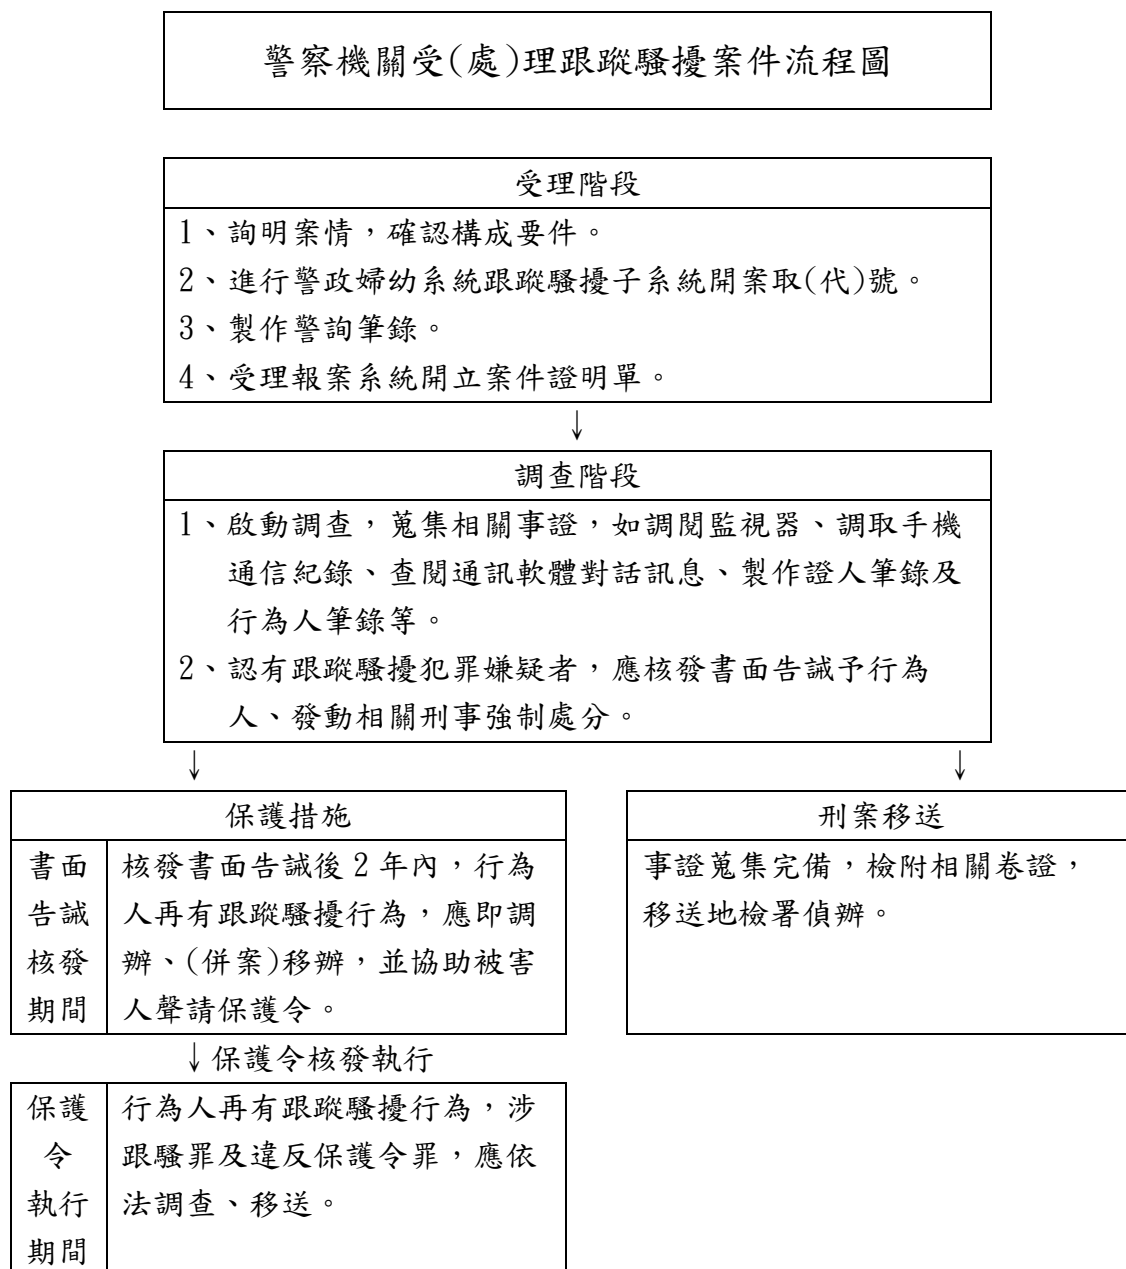 警察機關受(處)理跟蹤騷擾案件流程圖
受理階段
1、詢明案情，確認構成要件。
2、進行警政婦幼系統跟蹤騷擾子系統開案取(代)號。
3、製作警詢筆錄。
4、受理報案系統開立案件證明單。
↓
調查階段
1、啟動調查，蒐集相關事證，如調閱監視器、調取手機
通信紀錄、查閱通訊軟體對話訊息、製作證人筆錄及
行為人筆錄等。
2、認有跟蹤騷擾犯罪嫌疑者，應核發書面告誡予行為
人、發動相關刑事強制處分。
↓
↓
保護措施
書面
告誡
核發
期間
核發書面告誡後 2 年內，行為
人再有跟蹤騷擾行為，應即調
辦、(併案)移辦，並協助被害
人聲請保護令。
刑案移送
事證蒐集完備，檢附相關卷證，
移送地檢署偵辦。
↓保護令核發執行
保護
令
執行
期間
行為人再有跟蹤騷擾行為，涉
跟騷罪及違反保護令罪，應依
法調查、移送。